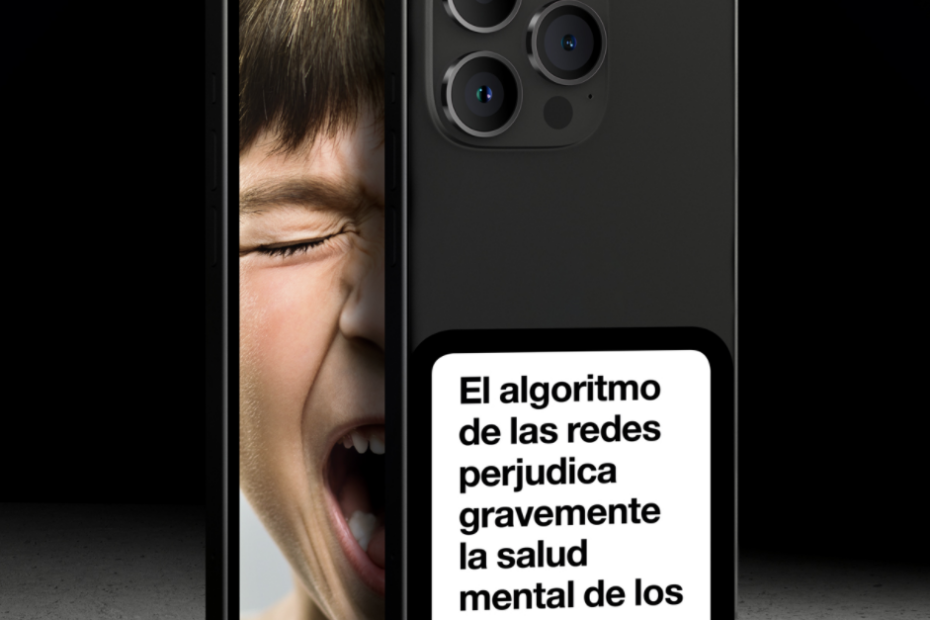 El algoritmo
de las redes
perjudica
gravemente
la salud
mental de los